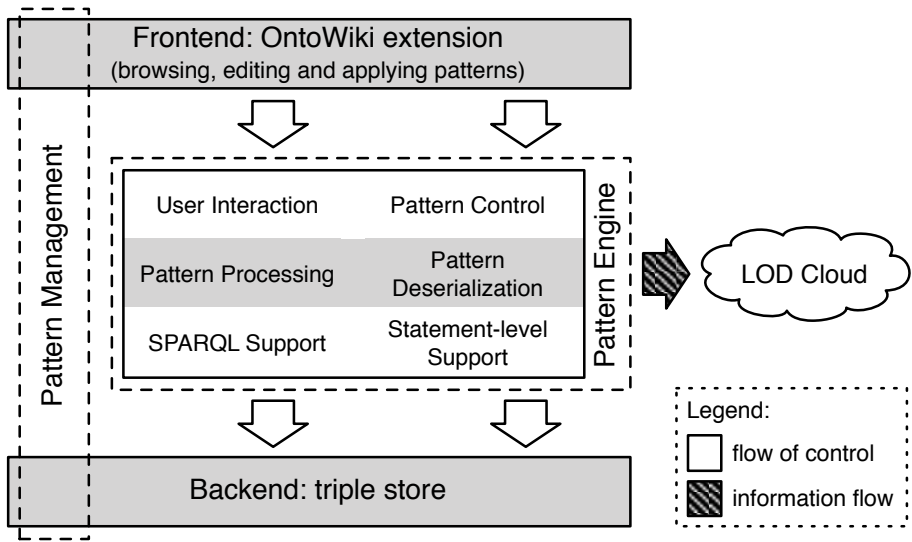 Frontend: OntoWiki extension
(browsing, editing and applying patterns)
Pattern Management
User Interaction
Pattern Control
Pattern Processing
Pattern
Deserialization
SPARQL Support
Statement-level
Support
Pattern Engine
LOD Cloud
Backend: triple store
Legend:
flow of control
information flow